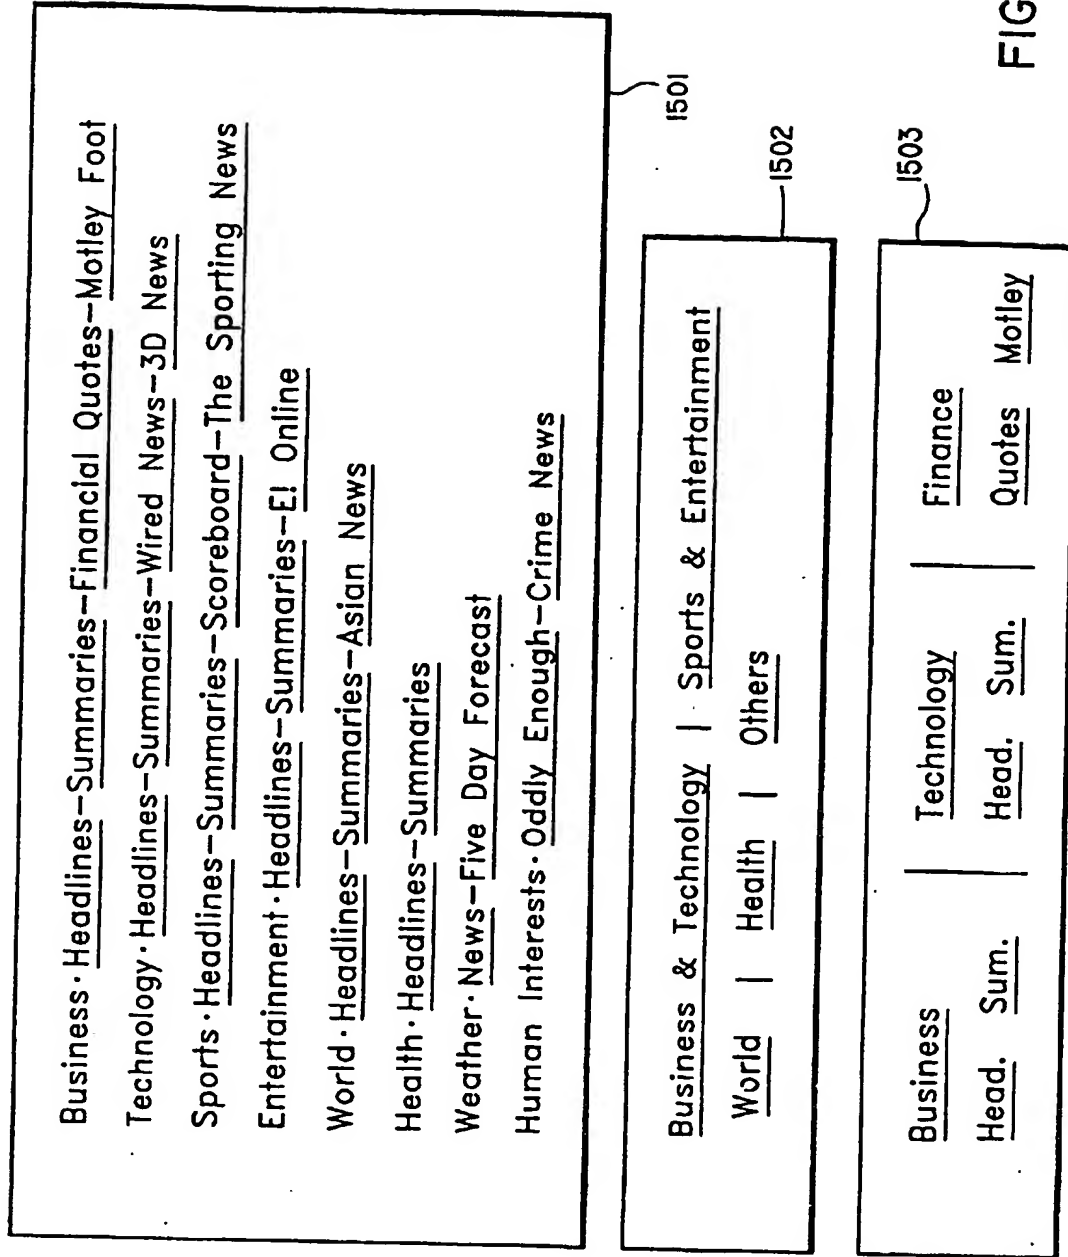 Business · Headlines–Summaries–Financial Quotes–Motley Foot
Technology · Headlines–Summaries–Wired News–3D News
Sports · Headlines–Summaries–Scoreboard–The Sporting News
Entertainment · Headlines–Summaries–E! Online
World · Headlines–Summaries–Asian News
Health · Headlines–Summaries
Weather · News–Five Day Forecast
Human Interests · Oddly Enough–Crime News
1501
Business & Technology | Sports & Entertainment
World | Health | Others
1502
Business | Technology | Finance
Head. Sum. Head. Sum. Quotes Motley
1503
FIG